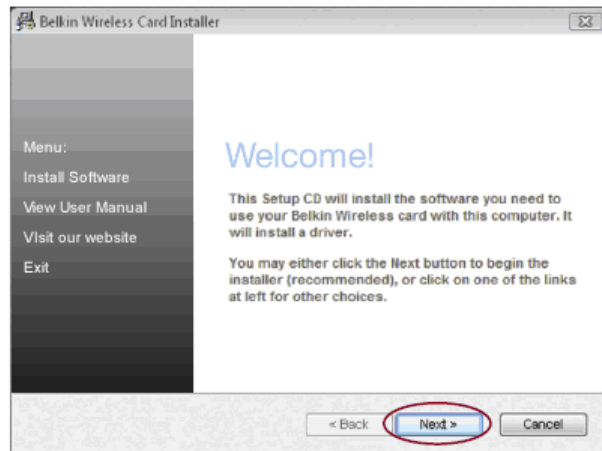 Belkin Wireless Card Installer
Menu:
Install Software
View User Manual
VIsit our website
Exit
Welcome!
This Setup CD will install the software you need to
use your Belkin Wireless card with this computer. It
will install a driver.
You may either click the Next button to begin the
installer (recommended), or click on one of the links
at left for other choices.
< Back
Next >
Cancel